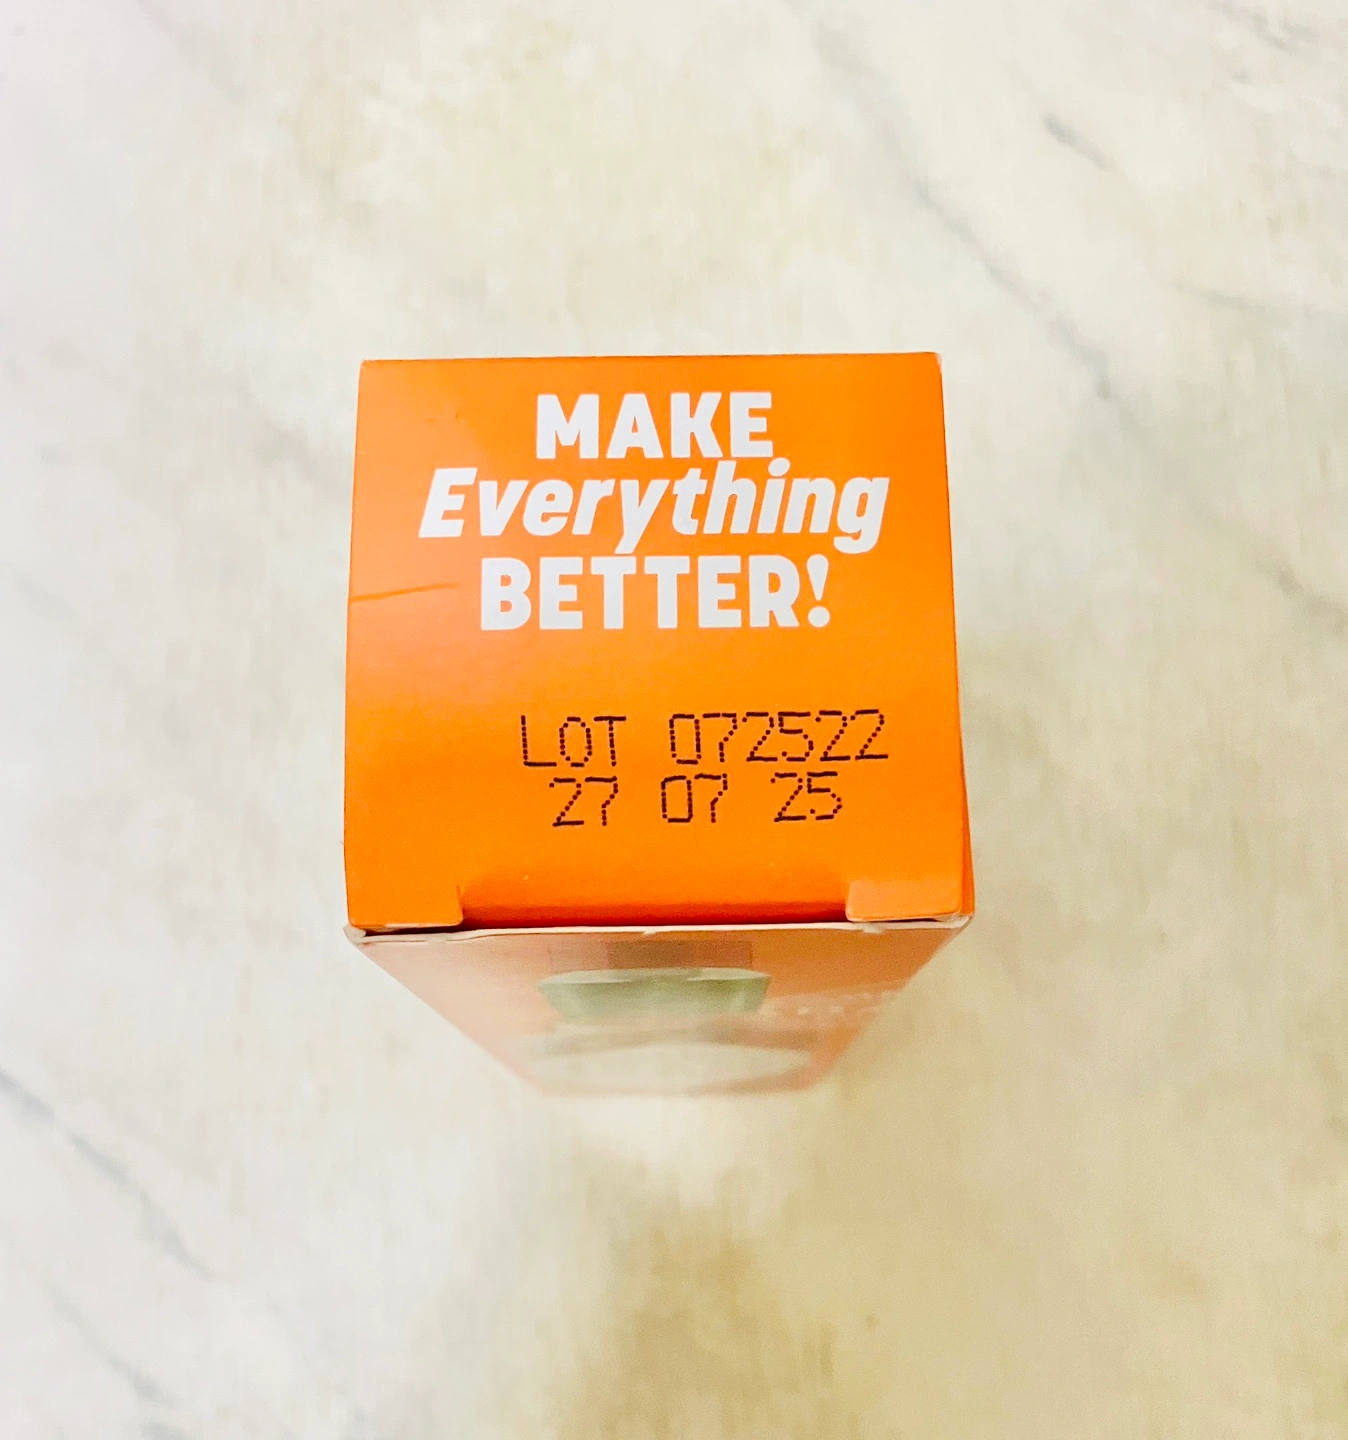 MAKE
Everything
BETTER!
LOT 072522
27 07 25